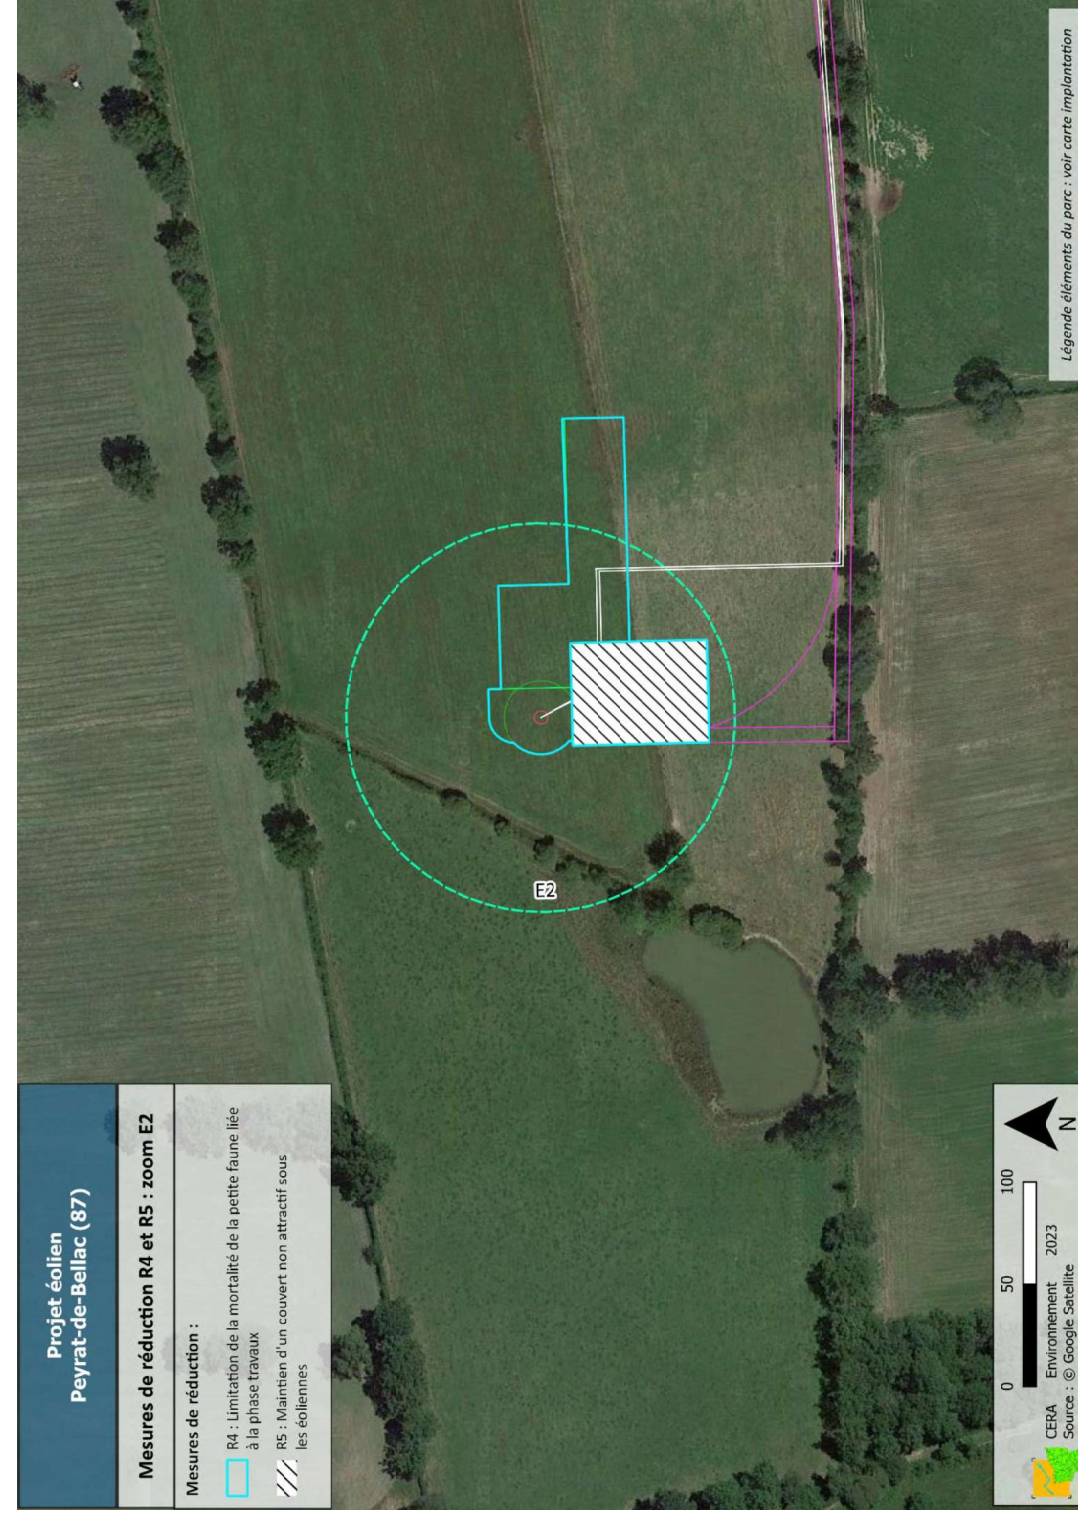 Projet éolien
Peyrat-de-Bellac (87)
Mesures de réduction R4 et R5 : zoom E2
Mesures de réduction :
R4 : Limitation de la mortalité de la petite faune liée
à la phase travaux
R5 : Maintien d'un couvert non attractif sous
les éoliennes
E2
0 50 100
N
CERA Environnement 2023
Source : © Google Satellite
Légende éléments du parc : voir carte implantation